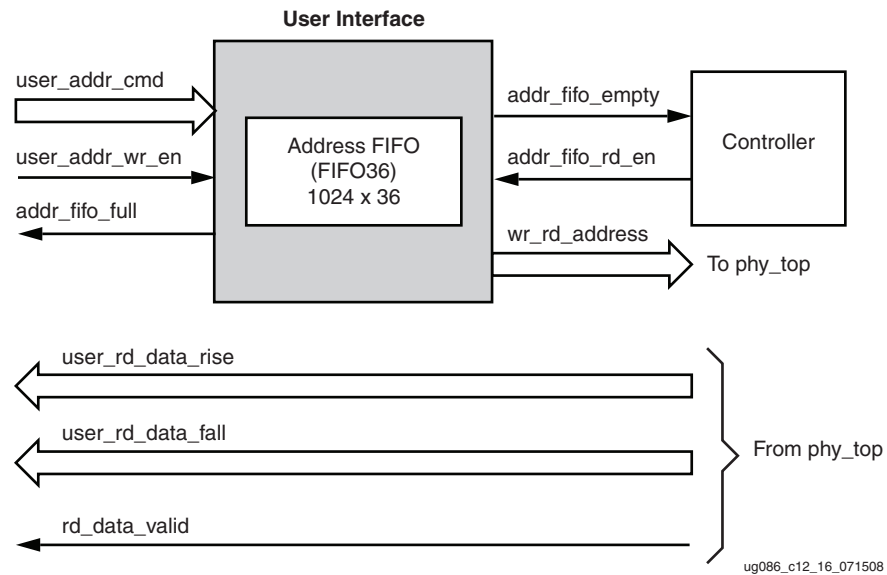 User Interface
user_addr_cmd
user_addr_wr_en
addr_fifo_full
Address FIFO
(FIFO36)
1024 x 36
addr_fifo_empty
addr_fifo_rd_en
Controller
wr_rd_address
To phy_top
user_rd_data_rise
user_rd_data_fall
rd_data_valid
From phy_top
ug086_c12_16_071508